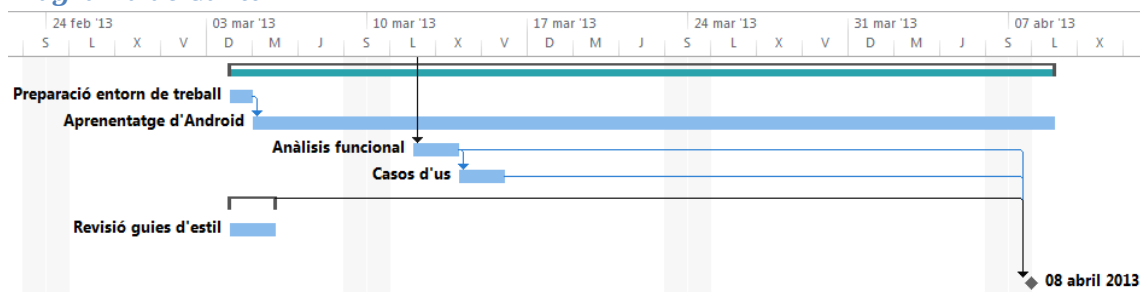 24 feb '13 03 mar '13 10 mar '13 17 mar '13 24 mar '13 31 mar '13 07 abr '13
S L X V D M J S L X V D M J S L X V D M J S L X
Preparació entorn de treball
Aprenentatge d'Android
Anàlisis funcional
Casos d'us
Revisió guies d'estil
08 abril 2013